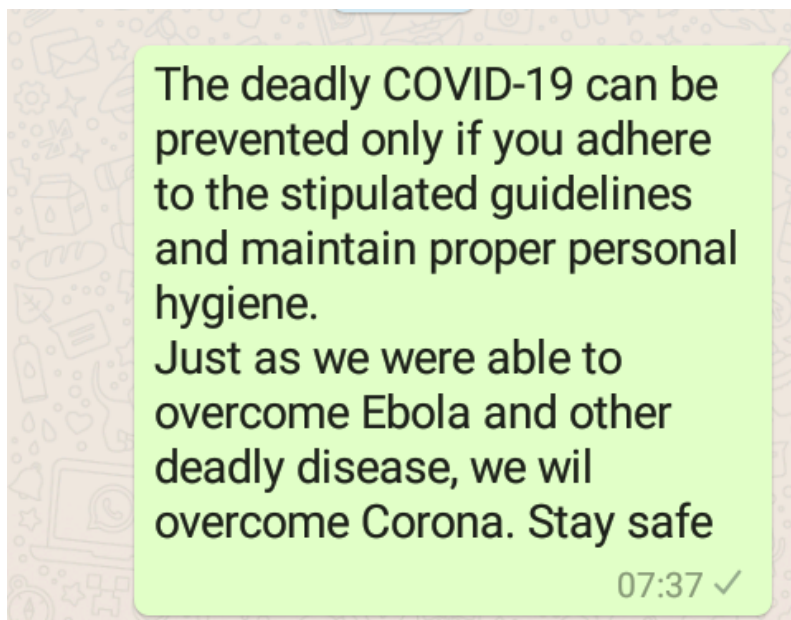 The deadly COVID-19 can be
prevented only if you adhere
to the stipulated guidelines
and maintain proper personal
hygiene.
Just as we were able to
overcome Ebola and other
deadly disease, we wil
overcome Corona. Stay safe
07:37